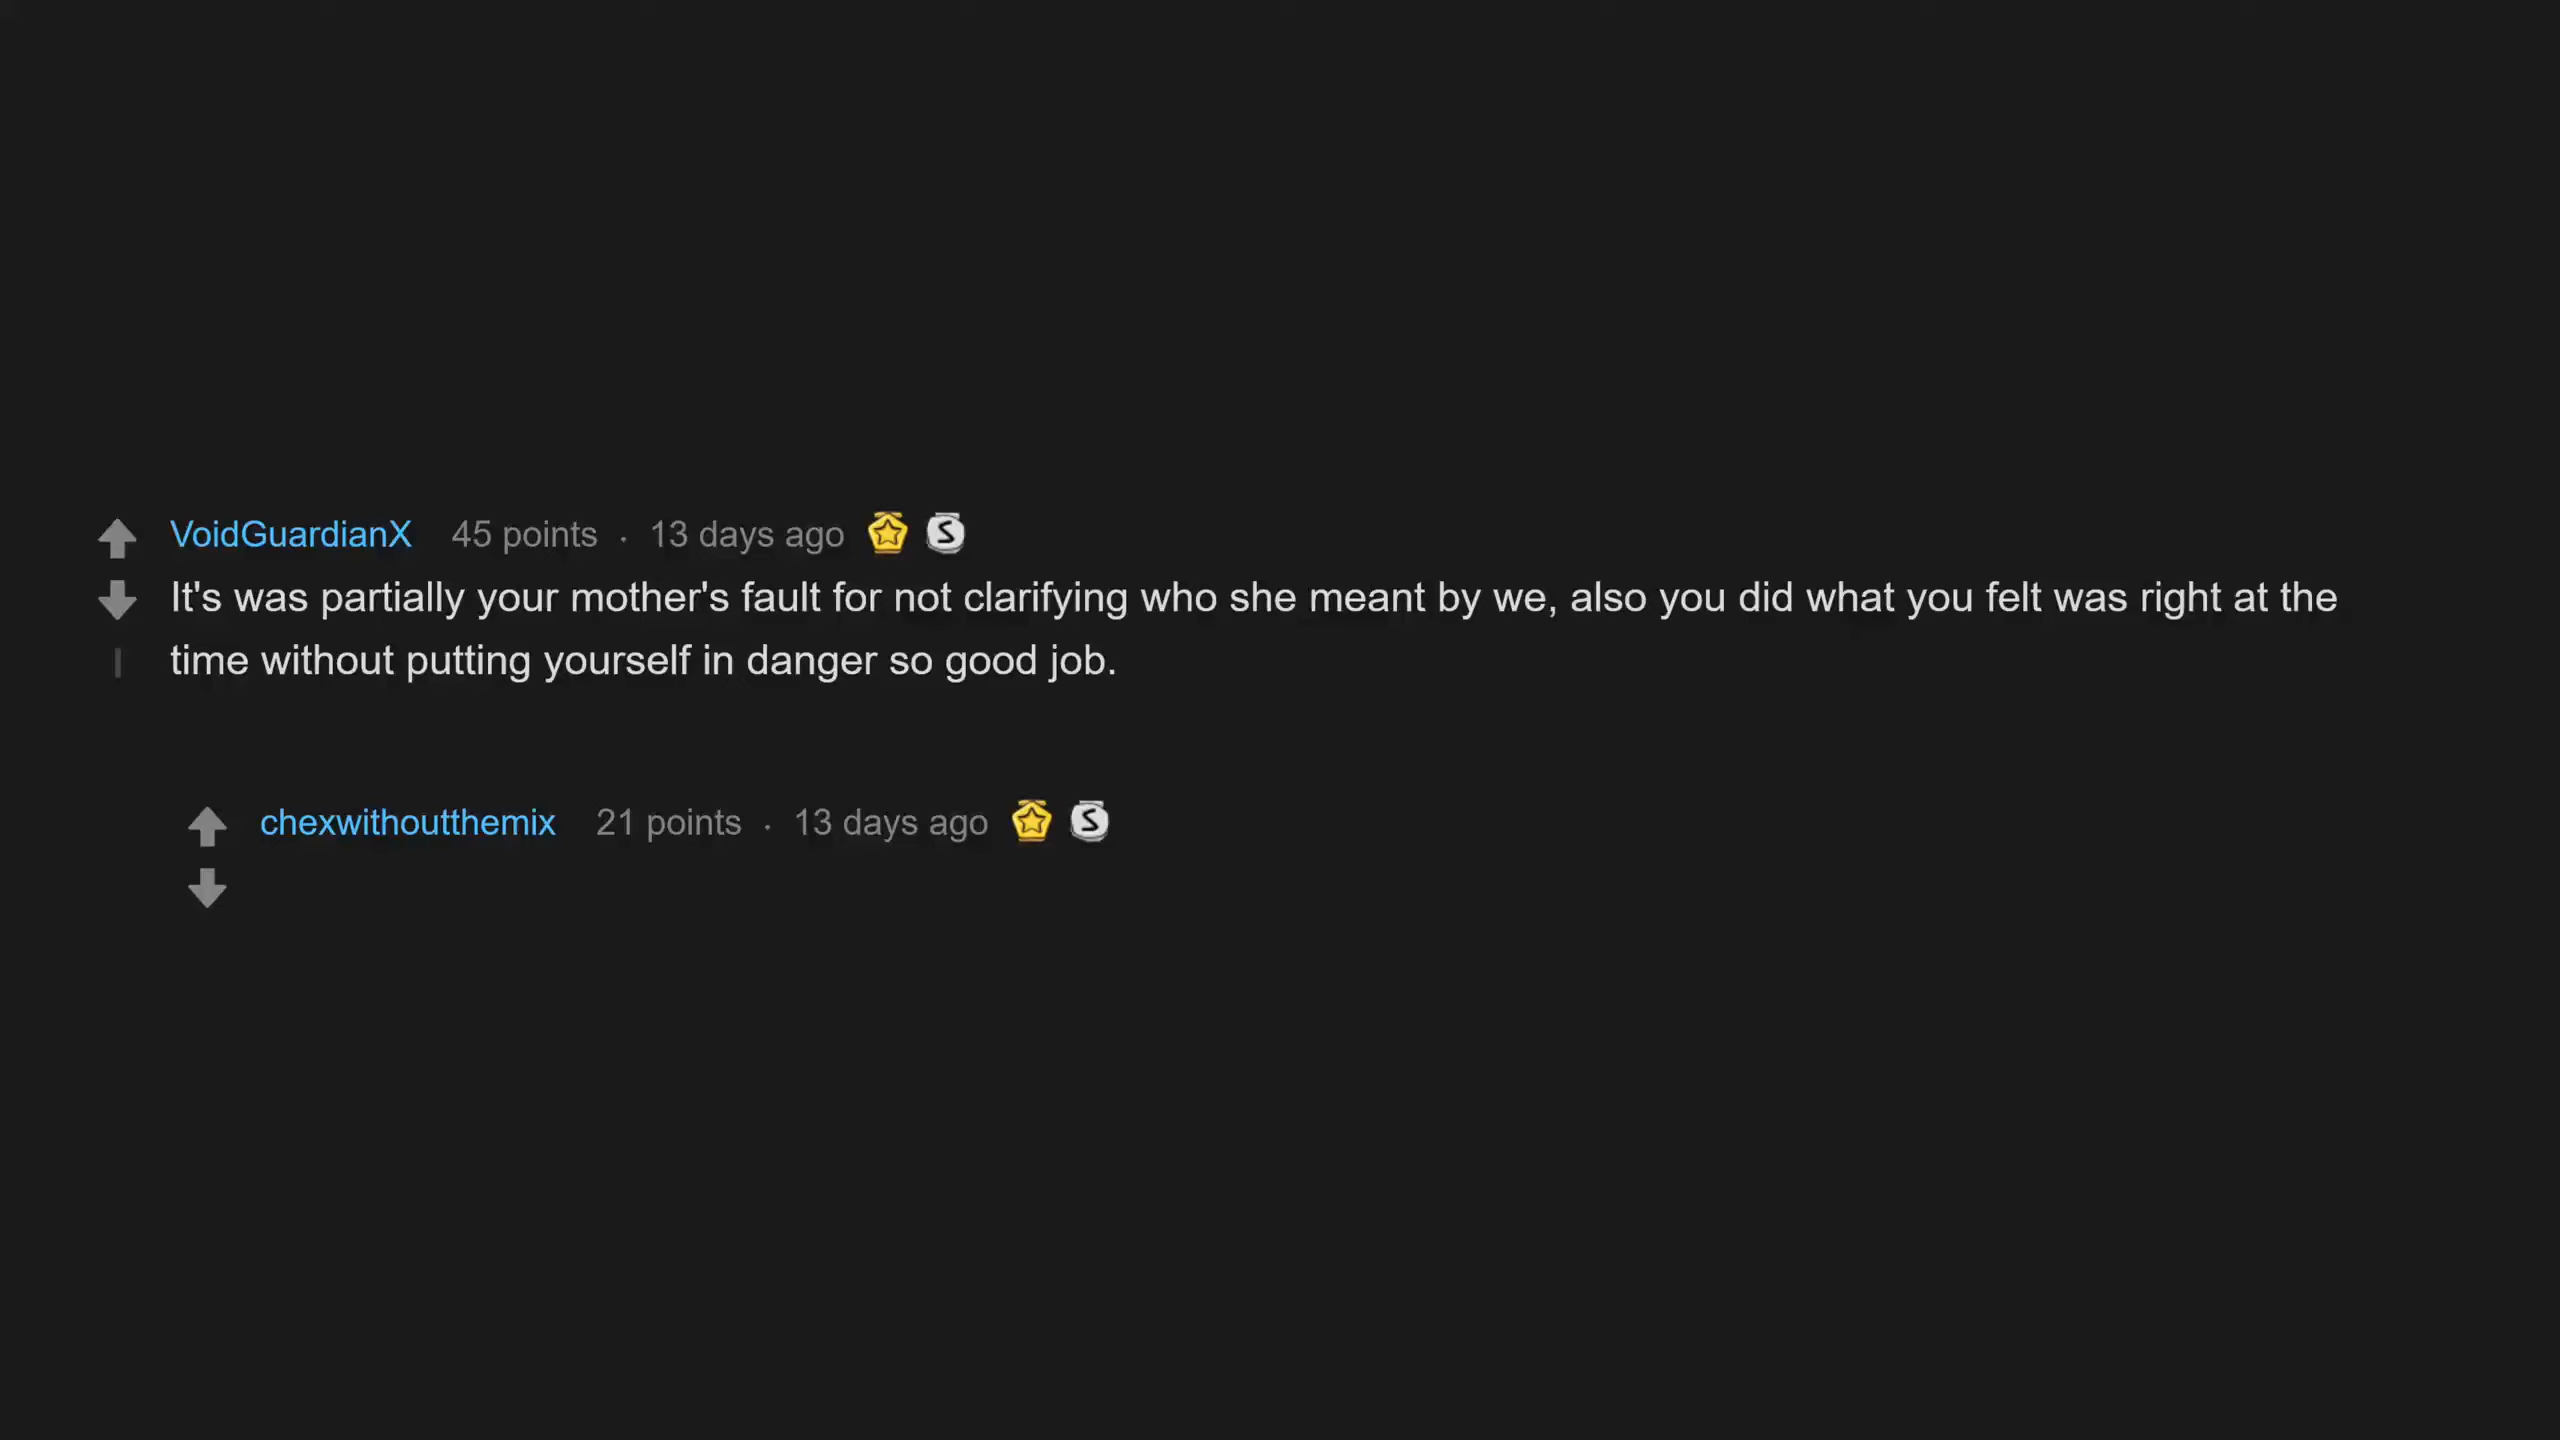 VoidGuardianX 45 points · 13 days ago
It's was partially your mother's fault for not clarifying who she meant by we, also you did what you felt was right at the
time without putting yourself in danger so good job.
chexwithoutthemix 21 points · 13 days ago